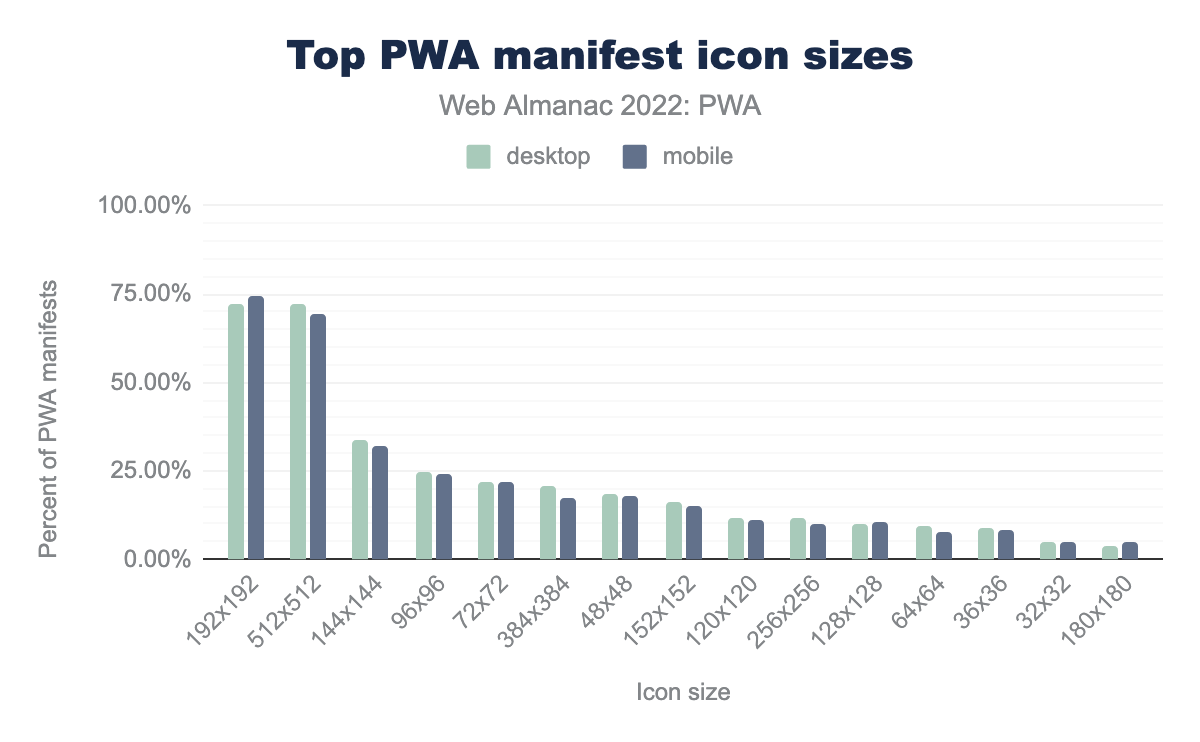 Top PWA manifest icon sizes
Web Almanac 2022: PWA
desktop
mobile
Percent of PWA manifests
100.00%
75.00%
50.00%
25.00%
0.00%
192x192
512x512
144x144
96x96
72x72
384x384
48x48
152x152
120x120
256x256
128x128
64x64
36x36
32x32
180x180
Icon size